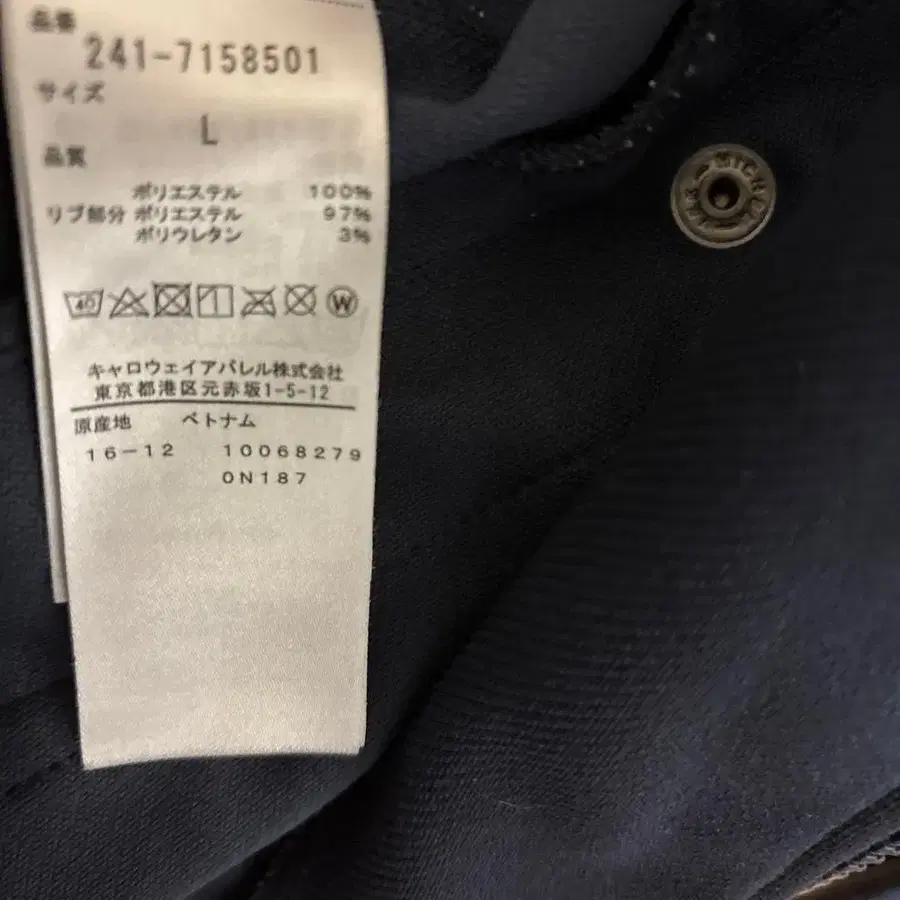 品番
241-7158501
サイズ
L
品質
ポリエステル 100%
リブ部分 ポリエステル 97%
ポリウレタン 3%
40
W
キャロウェイアパレル株式会社
東京都港区元赤坂1-5-12
原産地 ベトナム
16-12 10068279
0N187